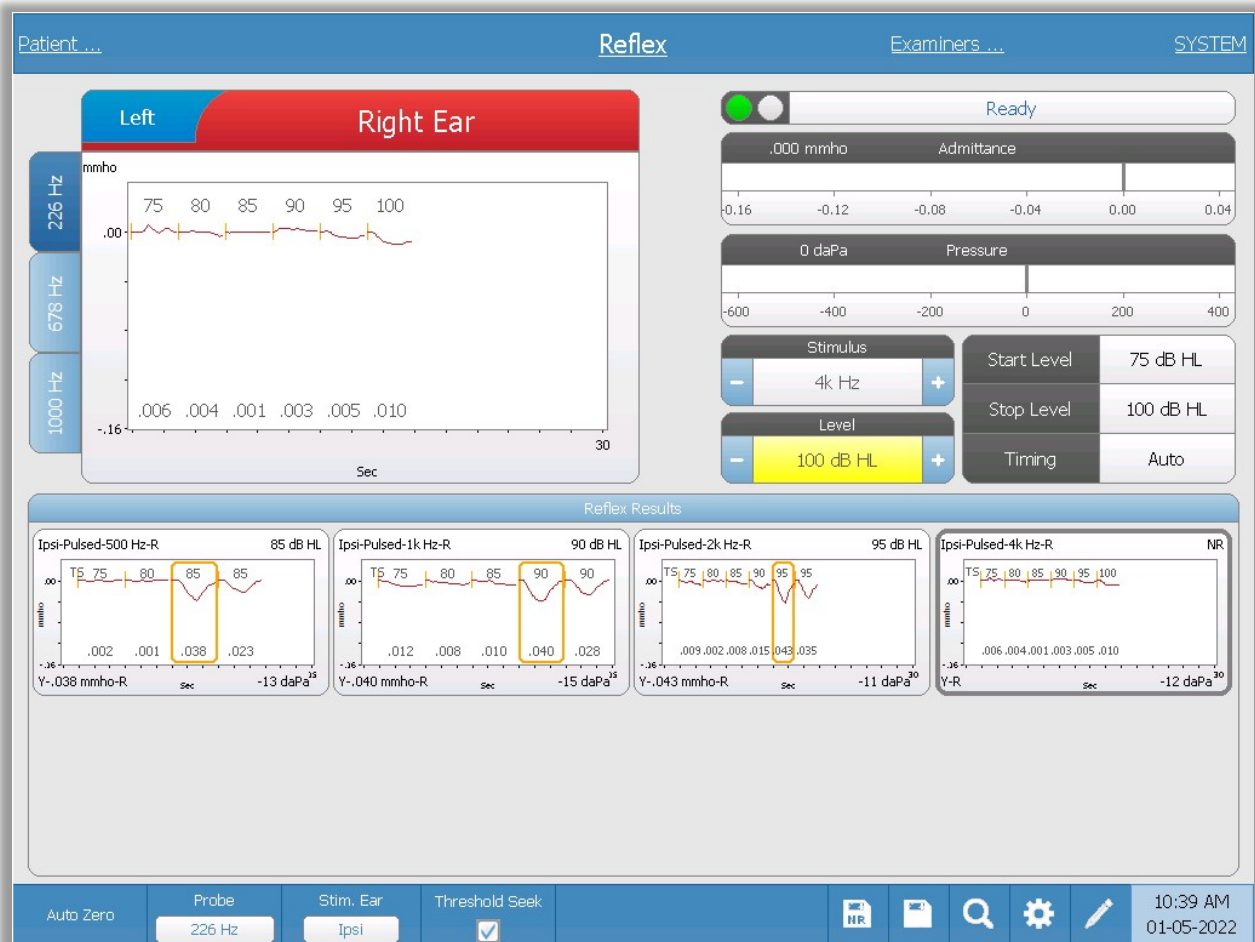 Patient ... Reflex Examiners ... SYSTEM
Left Right Ear
226 Hz
678 Hz
1000 Hz
mmho
75 80 85 90 95 100
.00
.006 .004 .001 .003 .005 .010
-.16
30
Sec
Ready
.000 mmho Admittance
-0.16 -0.12 -0.08 -0.04 0.00 0.04
0 daPa Pressure
-600 -400 -200 0 200 400
Stimulus
- 4k Hz +
Level
- 100 dB HL +
Start Level 75 dB HL
Stop Level 100 dB HL
Timing Auto
Reflex Results
Ipsi-Pulsed-500 Hz-R 85 dB HL
TS 75 80 85 85
.00
mmho
.002 .001 .038 .023
-.16
15
Y-.038 mmho-R Sec -13 daPa
Ipsi-Pulsed-1k Hz-R 90 dB HL
TS 75 80 85 90 90
.00
mmho
.012 .008 .010 .040 .028
-.16
15
Y-.040 mmho-R Sec -15 daPa
Ipsi-Pulsed-2k Hz-R 95 dB HL
TS 75 80 85 90 95 95
.00
mmho
.009 .002 .008 .015 .043 .035
-.16
30
Y-.043 mmho-R Sec -11 daPa
Ipsi-Pulsed-4k Hz-R NR
TS 75 80 85 90 95 100
.00
mmho
.006 .004 .001 .003 .005 .010
-.16
30
Y-R Sec -12 daPa
Auto Zero
Probe
226 Hz
Stim. Ear
Ipsi
Threshold Seek
NR
10:39 AM
01-05-2022